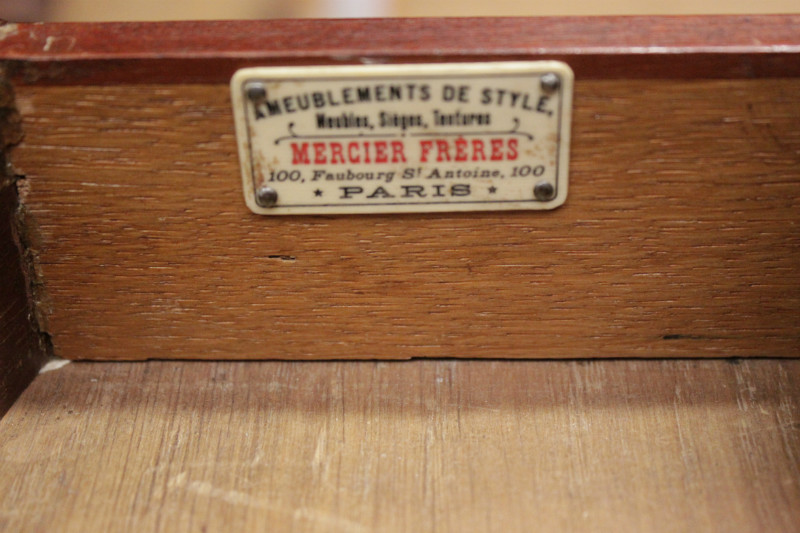 AMEUBLEMENTS DE STYLE,
Meubles, Sièges, Tentures
MERCIER FRÈRES
100, Faubourg St Antoine, 100
★ PARIS ★